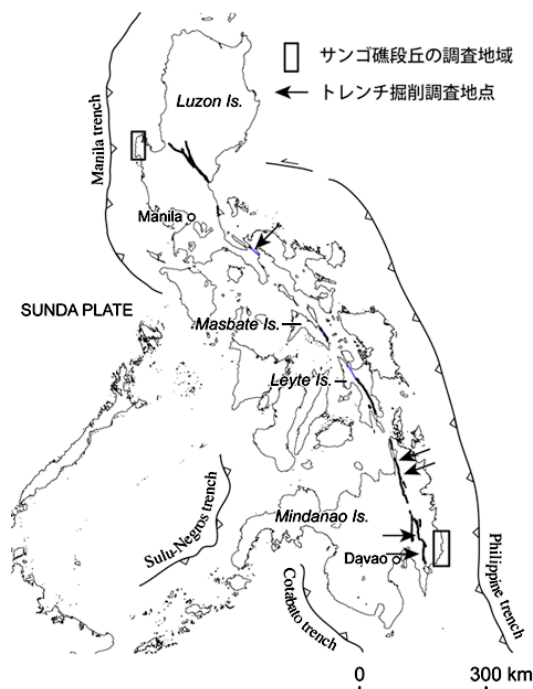 サンゴ礁段丘の調査地域
トレンチ掘削調査地点
Luzon Is.
Manila trench
Manila
SUNDA PLATE
Masbate Is.
Leyte Is.
Mindanao Is.
Sulu-Negros trench
Davao
Cotabato trench
Philippine trench
0 300 km